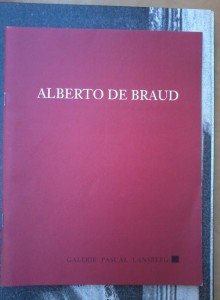 ALBERTO DE BRAUD
GALERIE PASCAL LANSBERG